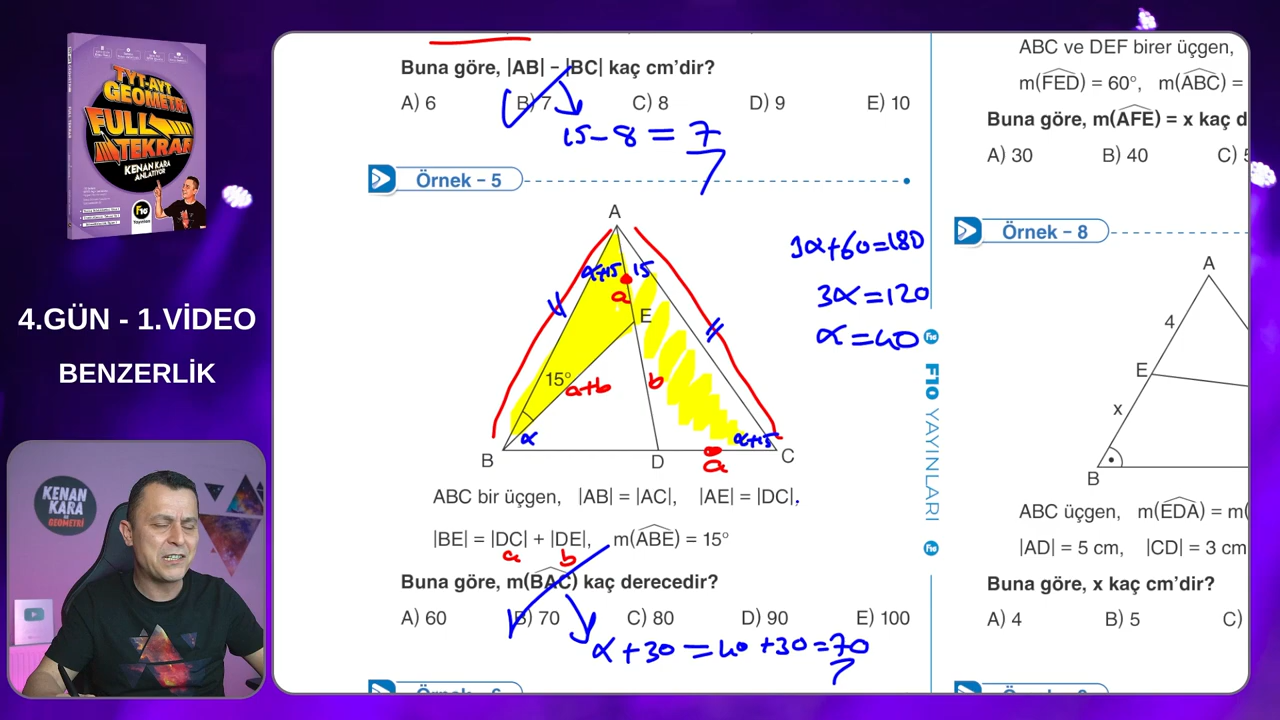 TYT-AYT
GEOMETRİ
FULL
TEKRAR
KENAN KARA
ANLATIYOR
F10
4.GÜN - 1.VİDEO
BENZERLİK
KENAN
KARA
GEOMETRİ
Buna göre, |AB| – |BC| kaç cm'dir?
A) 6 B) 7 C) 8 D) 9 E) 10
15 - 8 = 7
Örnek - 5
A
α+15 15
a
E
15°
a+b
b
α
α+15
B
D
a
C
3α+60=180
3α=120
α=40
ABC bir üçgen, |AB| = |AC|, |AE| = |DC|.
|BE| = |DC| + |DE|, m(ABE) = 15°
a b
Buna göre, m(BAC) kaç derecedir?
A) 60 B) 70 C) 80 D) 90 E) 100
α+30=40+30=70
F10 YAYINLARI
ABC ve DEF birer üçgen,
m(FED) = 60°, m(ABC) =
Buna göre, m(AFE) = x kaç d
A) 30 B) 40 C) 5
Örnek - 8
A
4
E
x
B
ABC üçgen, m(EDA) = m(
|AD| = 5 cm, |CD| = 3 cm
Buna göre, x kaç cm'dir?
A) 4 B) 5 C)